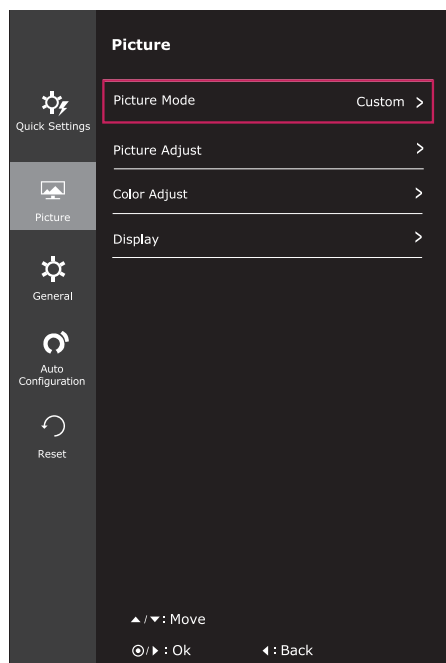 Picture
Quick Settings
Picture Mode Custom >
Picture Adjust >
Picture
Color Adjust >
Display >
General
Auto
Configuration
Reset
▲/▼: Move
◉/▶ : Ok ◀: Back